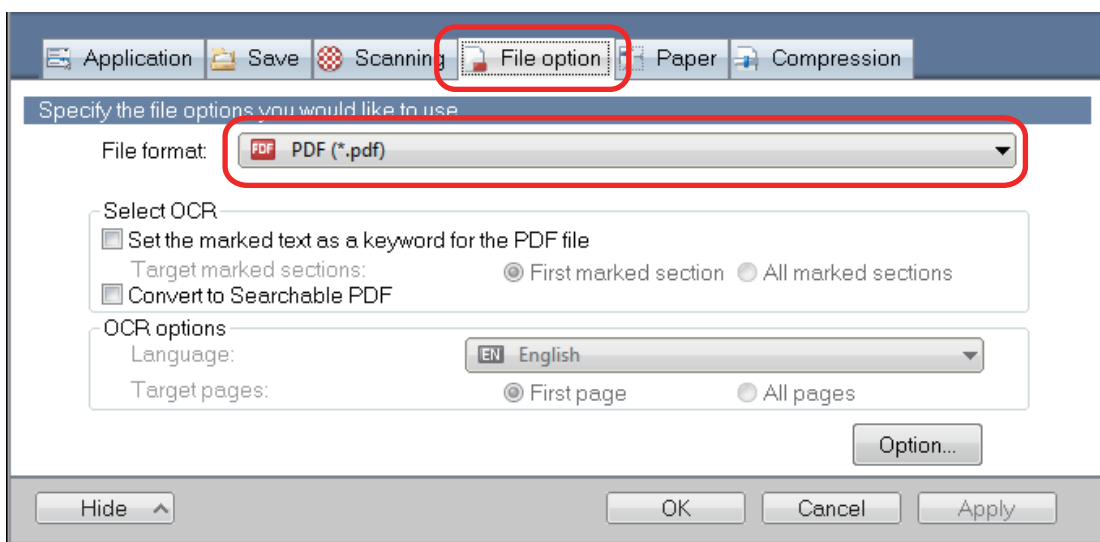 Application Save Scanning File option Paper Compression
Specify the file options you would like to use
File format: PDF PDF (*.pdf)
Select OCR
Set the marked text as a keyword for the PDF file
Target marked sections: First marked section All marked sections
Convert to Searchable PDF
OCR options
Language: EN English
Target pages: First page All pages
Option...
Hide OK Cancel Apply